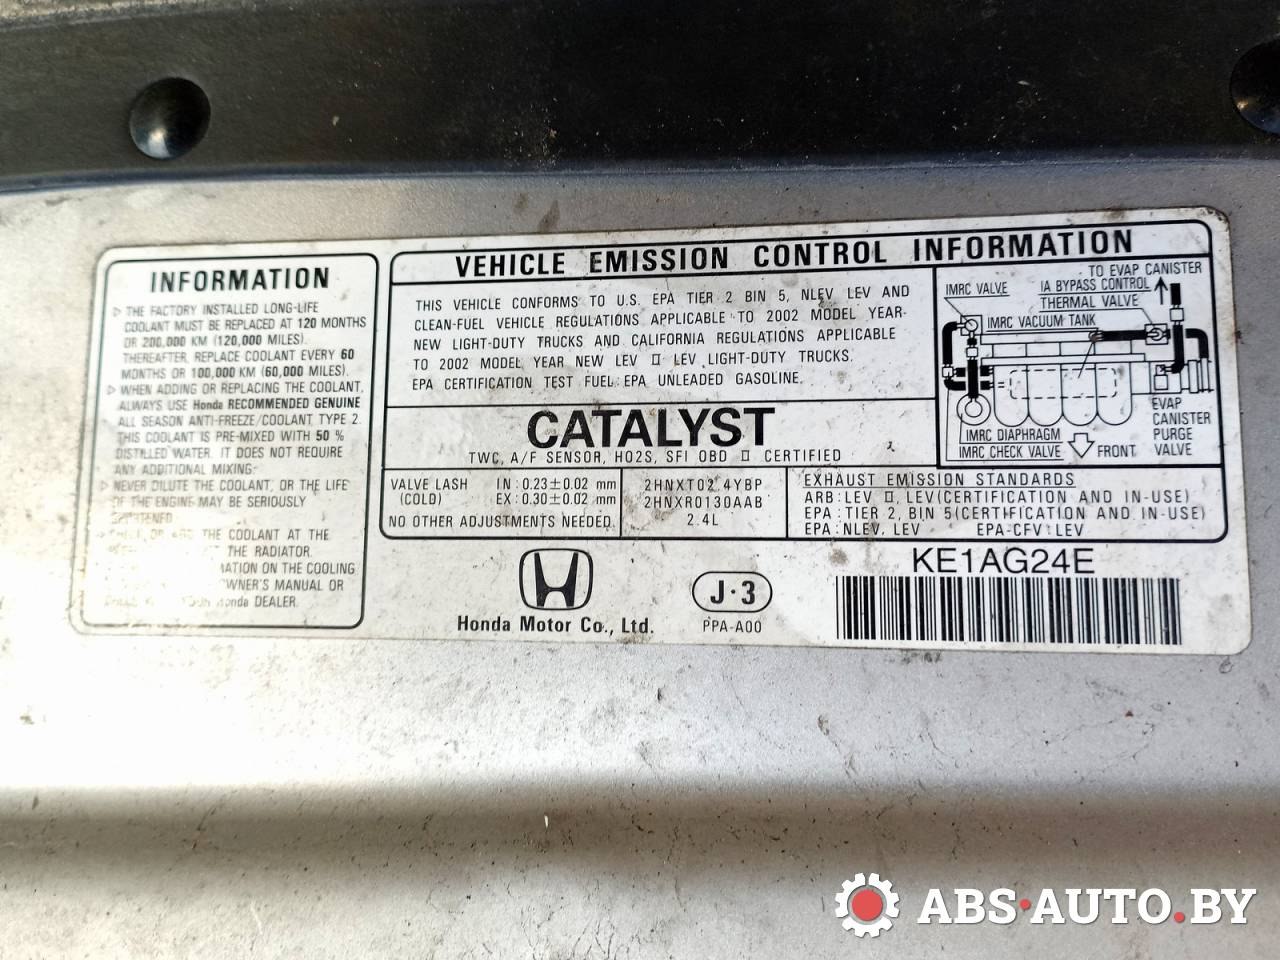 INFORMATION
▷ THE FACTORY INSTALLED LONG-LIFE
COOLANT MUST BE REPLACED AT 120 MONTHS
OR 200,000 KM (120,000 MILES).
THEREAFTER, REPLACE COOLANT EVERY 60
MONTHS OR 100,000 KM (60,000 MILES).
▷ WHEN ADDING OR REPLACING THE COOLANT,
ALWAYS USE Honda RECOMMENDED GENUINE
ALL SEASON ANTI-FREEZE/COOLANT TYPE 2.
THIS COOLANT IS PRE-MIXED WITH 50 %
DISTILLED WATER. IT DOES NOT REQUIRE
ANY ADDITIONAL MIXING.
▷ NEVER DILUTE THE COOLANT, OR THE LIFE
OF THE ENGINE MAY BE SERIOUSLY
THE COOLANT AT THE
THE RADIATOR.
ON THE COOLING
OWNER'S MANUAL OR
Honda DEALER.
VEHICLE EMISSION CONTROL INFORMATION
THIS VEHICLE CONFORMS TO U.S. EPA TIER 2 BIN 5, NLEV LEV AND
CLEAN-FUEL VEHICLE REGULATIONS APPLICABLE TO 2002 MODEL YEAR
NEW LIGHT-DUTY TRUCKS AND CALIFORNIA REGULATIONS APPLICABLE
TO 2002 MODEL YEAR NEW LEV II LEV LIGHT-DUTY TRUCKS.
EPA CERTIFICATION TEST FUEL: EPA UNLEADED GASOLINE.
CATALYST
TWC, A/F SENSOR, HO2S, SFI OBD II CERTIFIED
VALVE LASH IN : 0.23±0.02 mm
(COLD) EX : 0.30±0.02 mm
NO OTHER ADJUSTMENTS NEEDED.
2HNXT02.4YBP
2HNXR0130AAB
2.4L
EXHAUST EMISSION STANDARDS
ARB : LEV II, LEV (CERTIFICATION AND IN-USE)
EPA : TIER 2, BIN 5 (CERTIFICATION AND IN-USE)
EPA : NLEV, LEV EPA-CFV : LEV
TO EVAP CANISTER
IMRC VALVE
IA BYPASS CONTROL
THERMAL VALVE
IMRC VACUUM TANK
EVAP
CANISTER
PURGE
VALVE
IMRC DIAPHRAGM
IMRC CHECK VALVE
FRONT
Honda Motor Co., Ltd.
J·3
PPA-A00
KE1AG24E
ABS-AUTO.BY